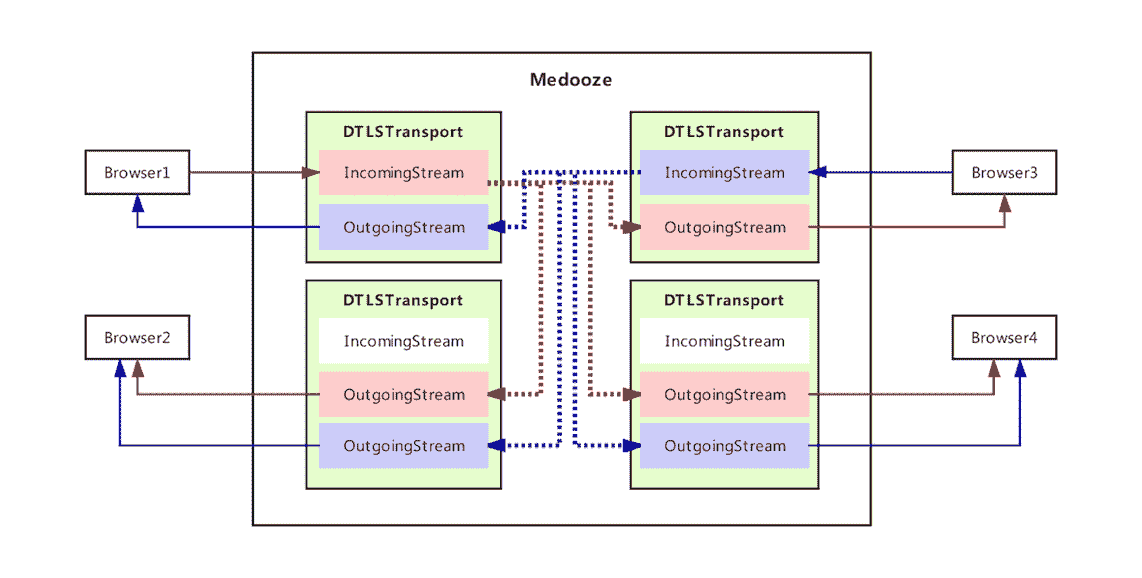 Medooze
DTLSTransport
IncomingStream
OutgoingStream
DTLSTransport
IncomingStream
OutgoingStream
Browser1
Browser3
DTLSTransport
IncomingStream
OutgoingStream
OutgoingStream
DTLSTransport
IncomingStream
OutgoingStream
OutgoingStream
Browser2
Browser4